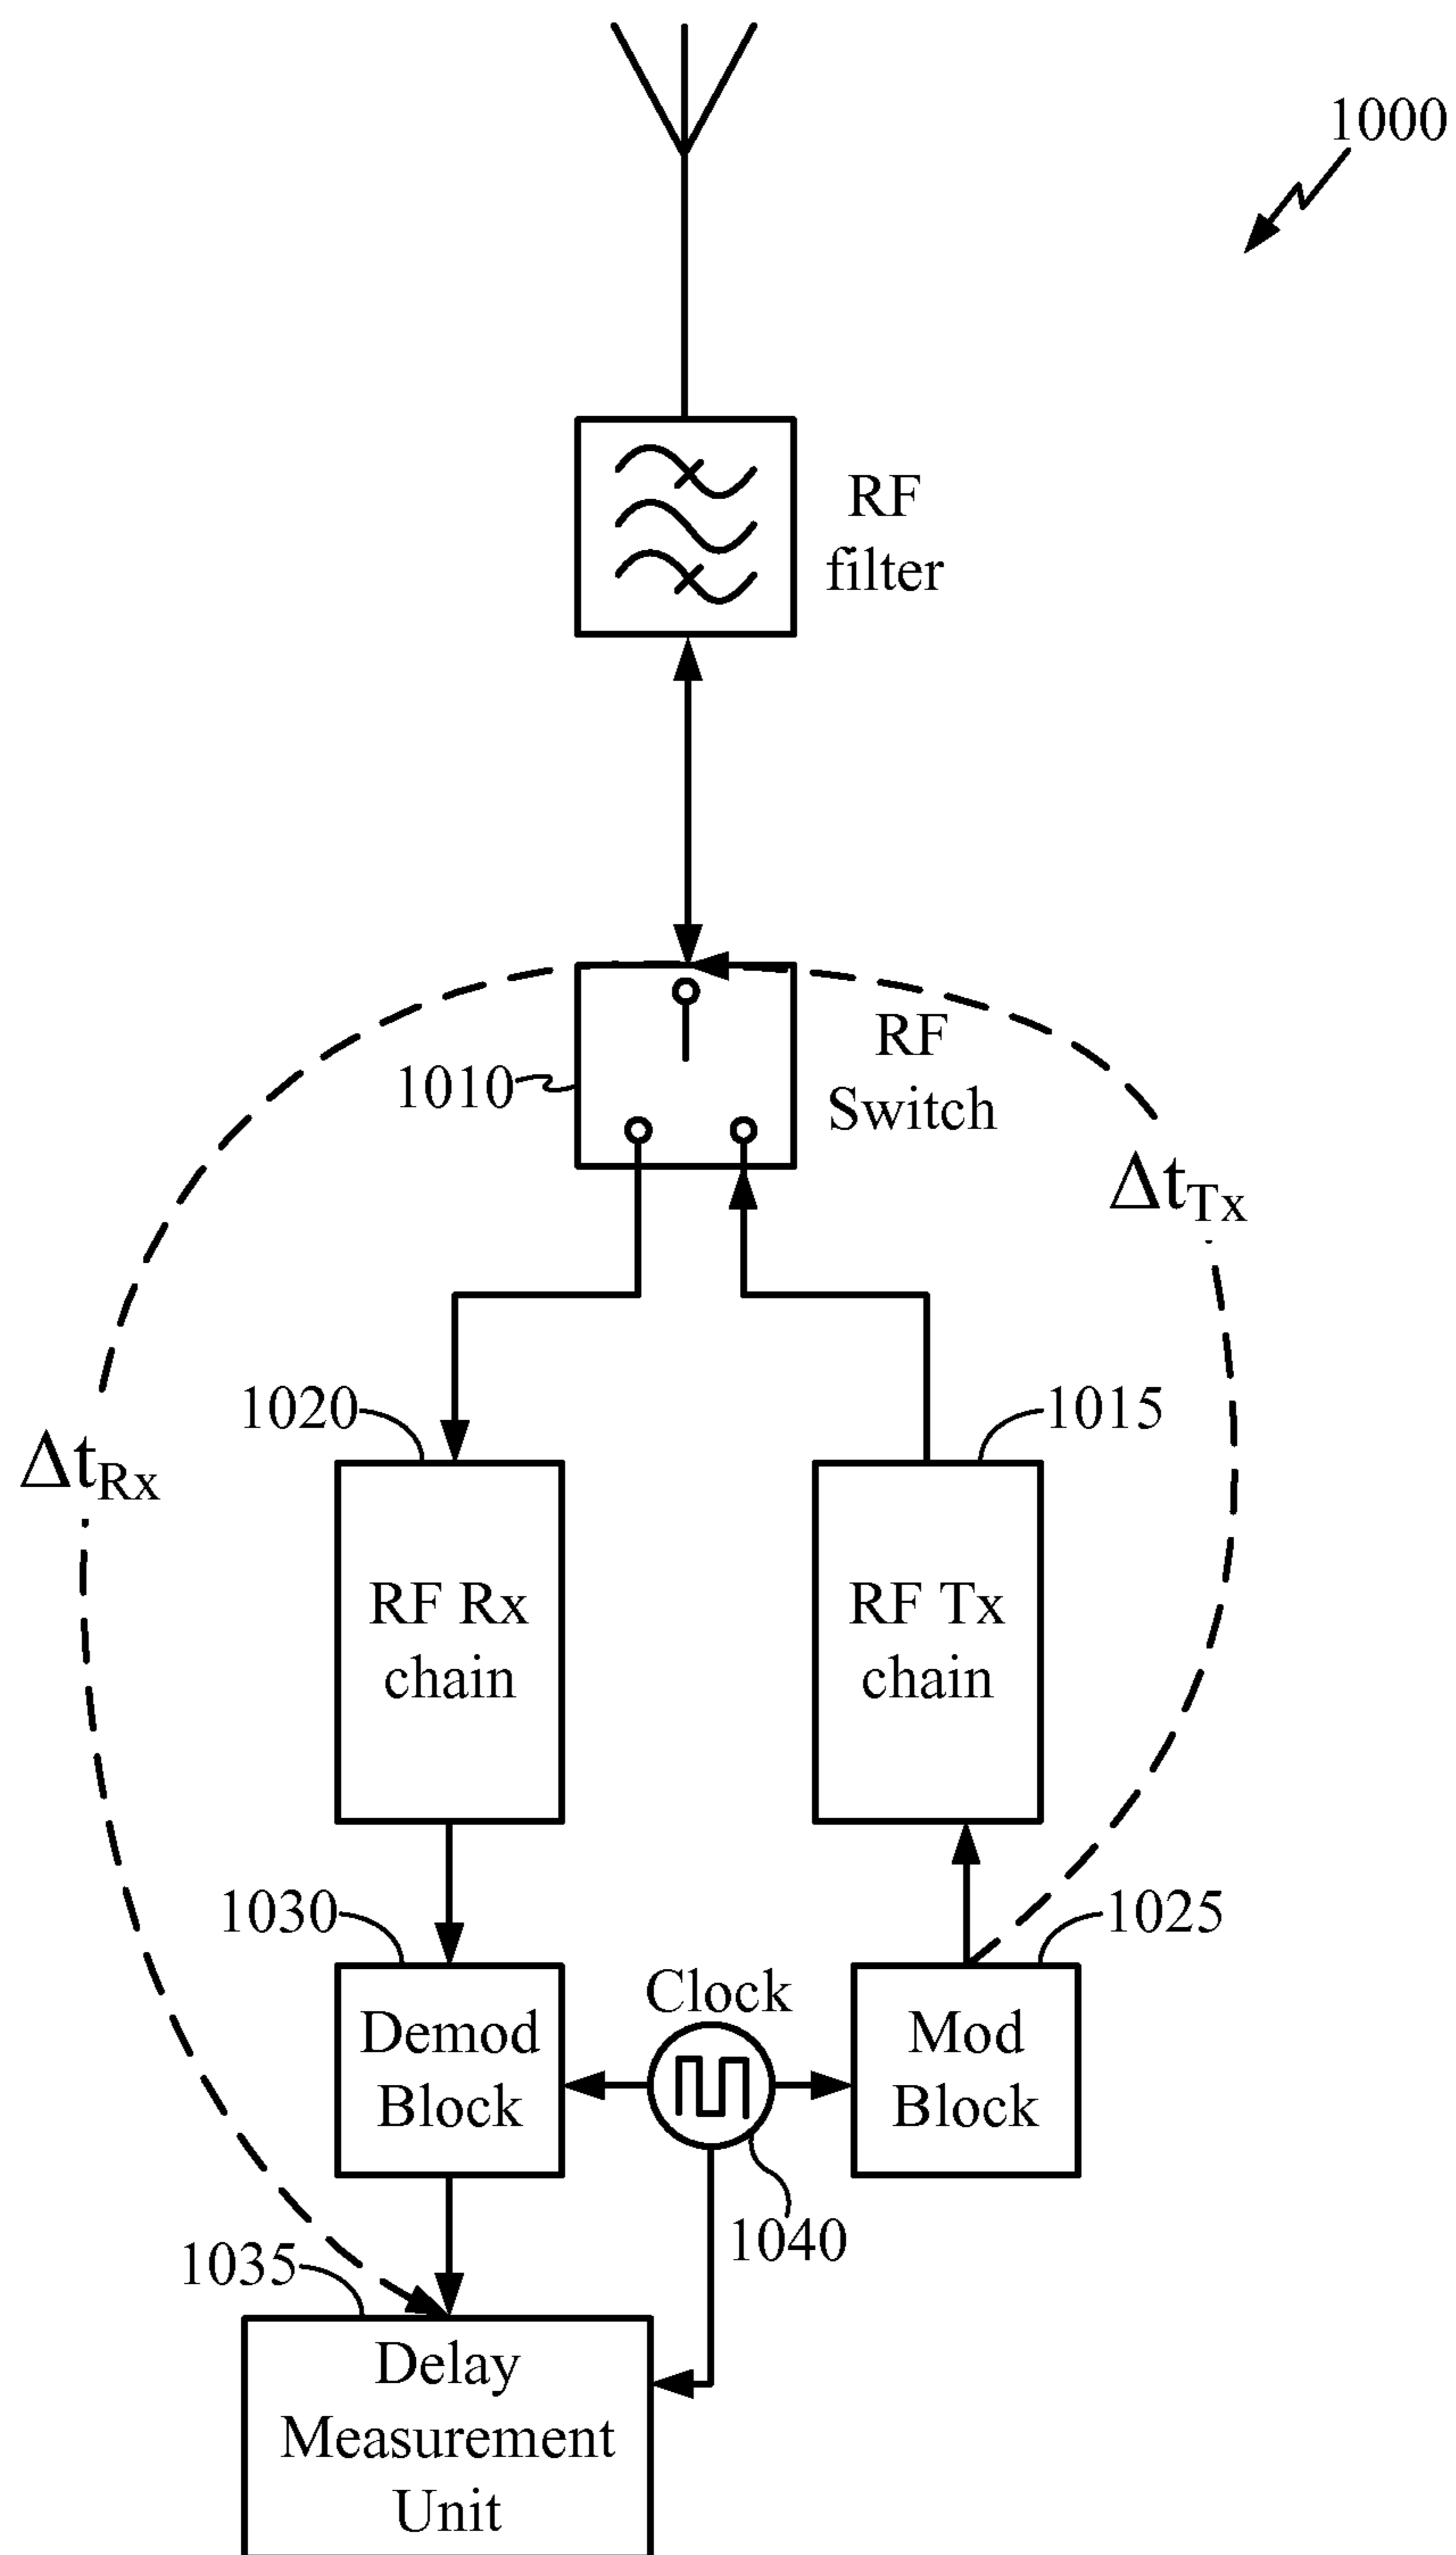 1000
RF
filter
RF
Switch
1010
ΔtTx
1020
1015
ΔtRx
RF Rx
chain
RF Tx
chain
1030
1025
Clock
Demod
Block
Mod
Block
1040
1035
Delay
Measurement
Unit